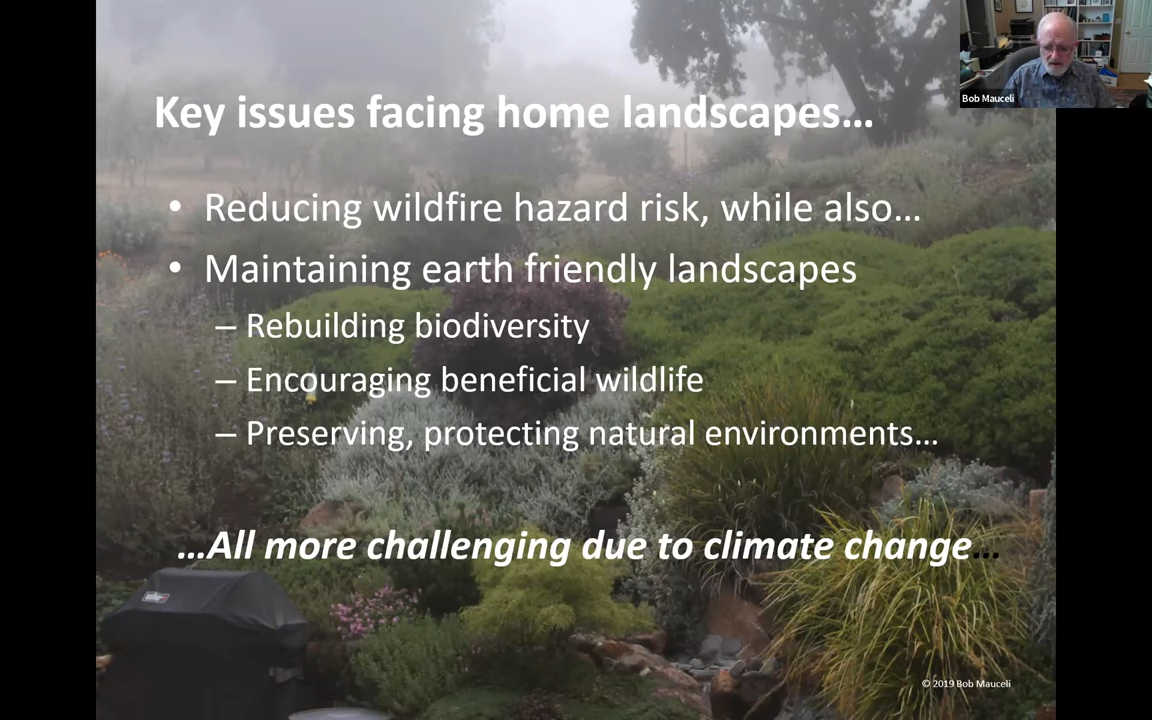 Key issues facing home landscapes...
• Reducing wildfire hazard risk, while also...
• Maintaining earth friendly landscapes
– Rebuilding biodiversity
– Encouraging beneficial wildlife
– Preserving, protecting natural environments...
...All more challenging due to climate change...
© 2019 Bob Mauceli
Bob Mauceli